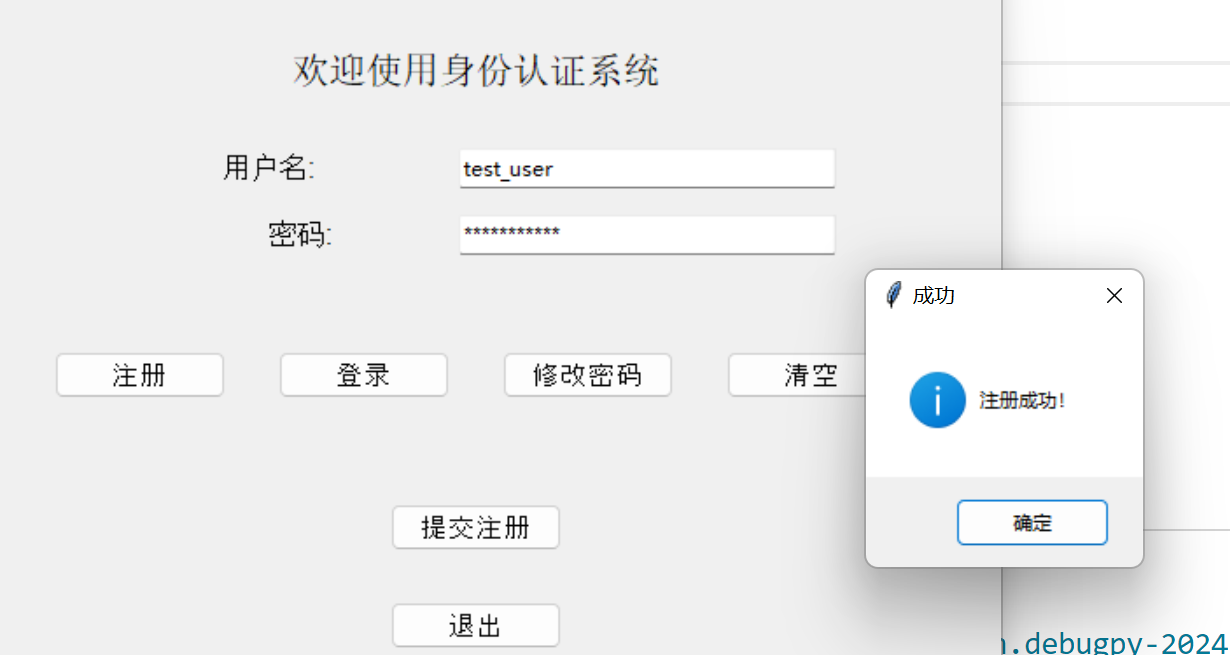 欢迎使用身份认证系统
用户名:
test_user
密码:
***********
注册
登录
修改密码
清空
成功
注册成功!
确定
提交注册
退出
.debugpy-2024